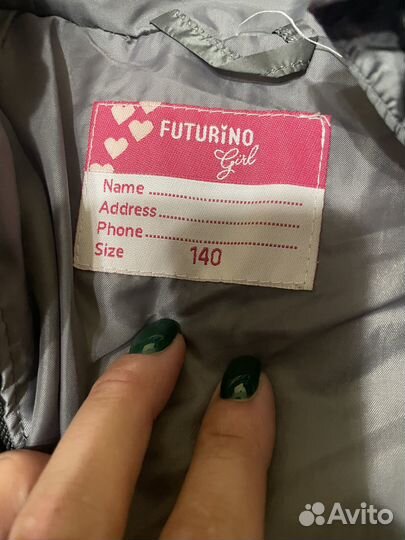 FUTURiNO
Girl
Name
Address
Phone
Size 140
Avito